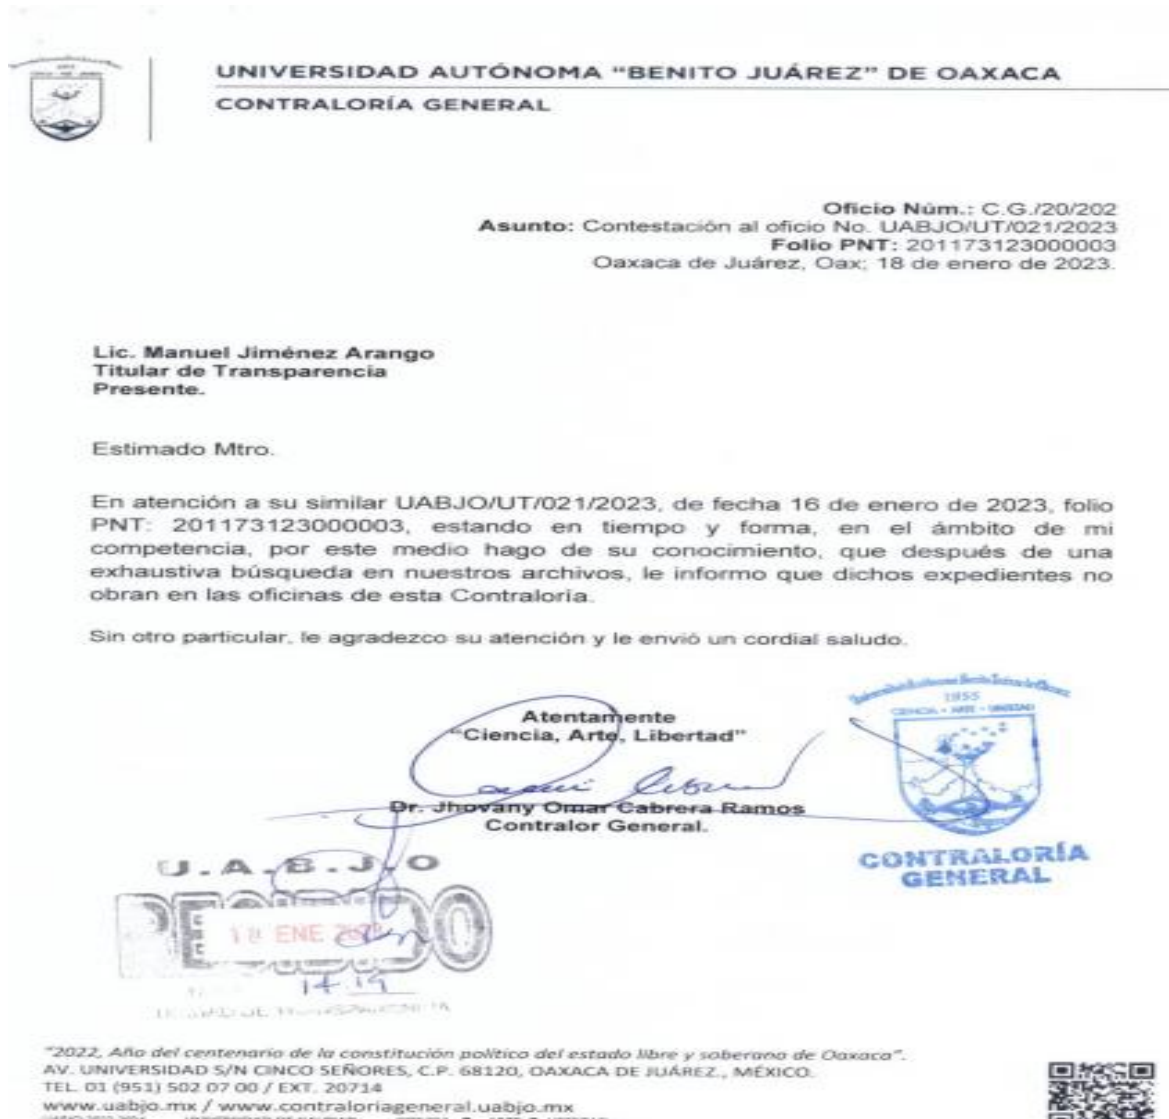 UNIVERSIDAD AUTÓNOMA "BENITO JUÁREZ" DE OAXACA
CONTRALORÍA GENERAL
Oficio Núm.: C.G./20/202
Asunto: Contestación al oficio No. UABJO/UT/021/2023
Folio PNT: 201173123000003
Oaxaca de Juárez, Oax; 18 de enero de 2023.
Lic. Manuel Jiménez Arango
Titular de Transparencia
Presente.
Estimado Mtro.
En atención a su similar UABJO/UT/021/2023, de fecha 16 de enero de 2023, folio
PNT: 201173123000003, estando en tiempo y forma, en el ámbito de mi
competencia, por este medio hago de su conocimiento, que después de una
exhaustiva búsqueda en nuestros archivos, le informo que dichos expedientes no
obran en las oficinas de esta Contraloría.
Sin otro particular, le agradezco su atención y le envió un cordial saludo.
Atentamente
"Ciencia, Arte, Libertad"
Dr. Jhovany Omar Cabrera Ramos
Contralor General.
1955
CIENCIA - ARTE - LIBERTAD
CONTRALORÍA
GENERAL
U.A.B.J.O
RECIBIDO
18 ENE 2023
14:19
"2022, Año del centenario de la constitución político del estado libre y soberano de Oaxaca".
AV. UNIVERSIDAD S/N CINCO SEÑORES, C.P. 68120, OAXACA DE JUÁREZ., MÉXICO.
TEL. 01 (951) 502 07 00 / EXT. 20714
www.uabjo.mx / www.contraloriageneral.uabjo.mx